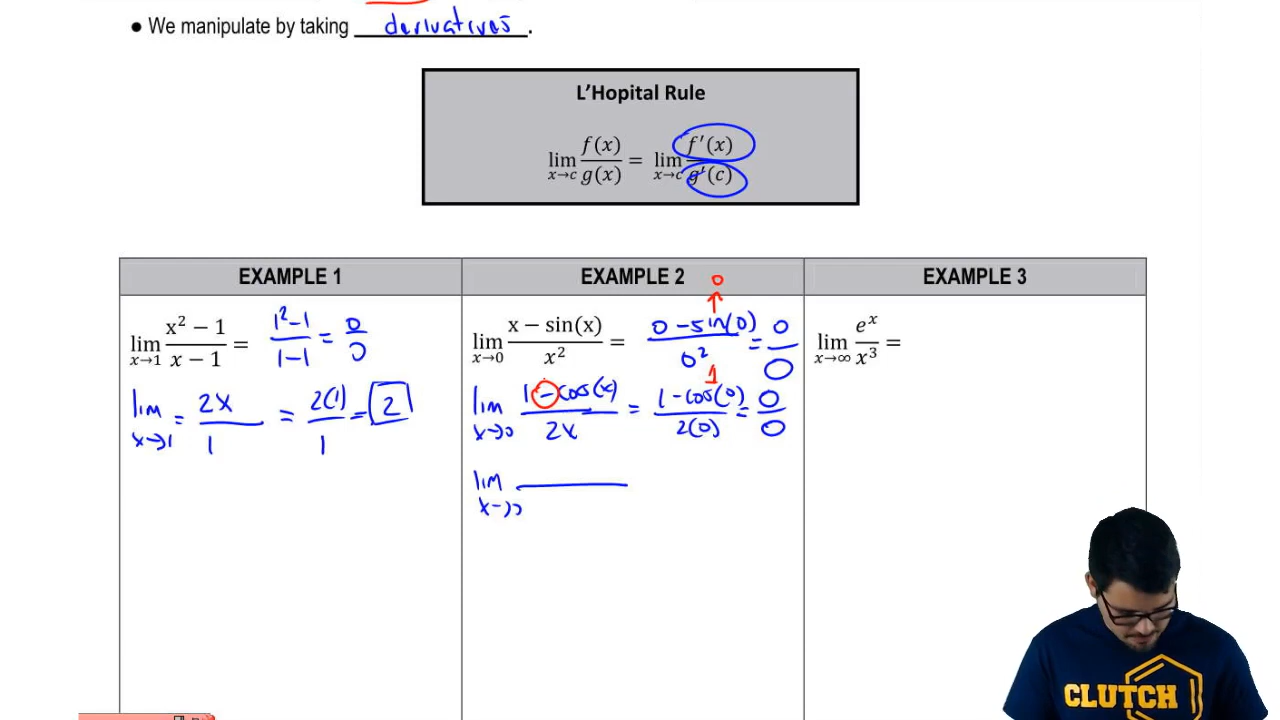 ● We manipulate by taking derivatives.
L'Hopital Rule
lim x→c f(x)/g(x) = lim x→c f'(x)/g'(c)
EXAMPLE 1
lim x→1 (x² − 1)/(x − 1) = (1²−1)/(1−1) = 0/0
lim x→1 = 2x/1 = 2(1)/1 = 2
EXAMPLE 2
0
lim x→0 (x − sin(x))/x² = (0 − sin(0))/0² = 0/0
1
lim x→0 (1 − cos(x))/2x = (1 − cos(0))/2(0) = 0/0
lim x→0
EXAMPLE 3
lim x→∞ eˣ/x³ =
CLUTCH